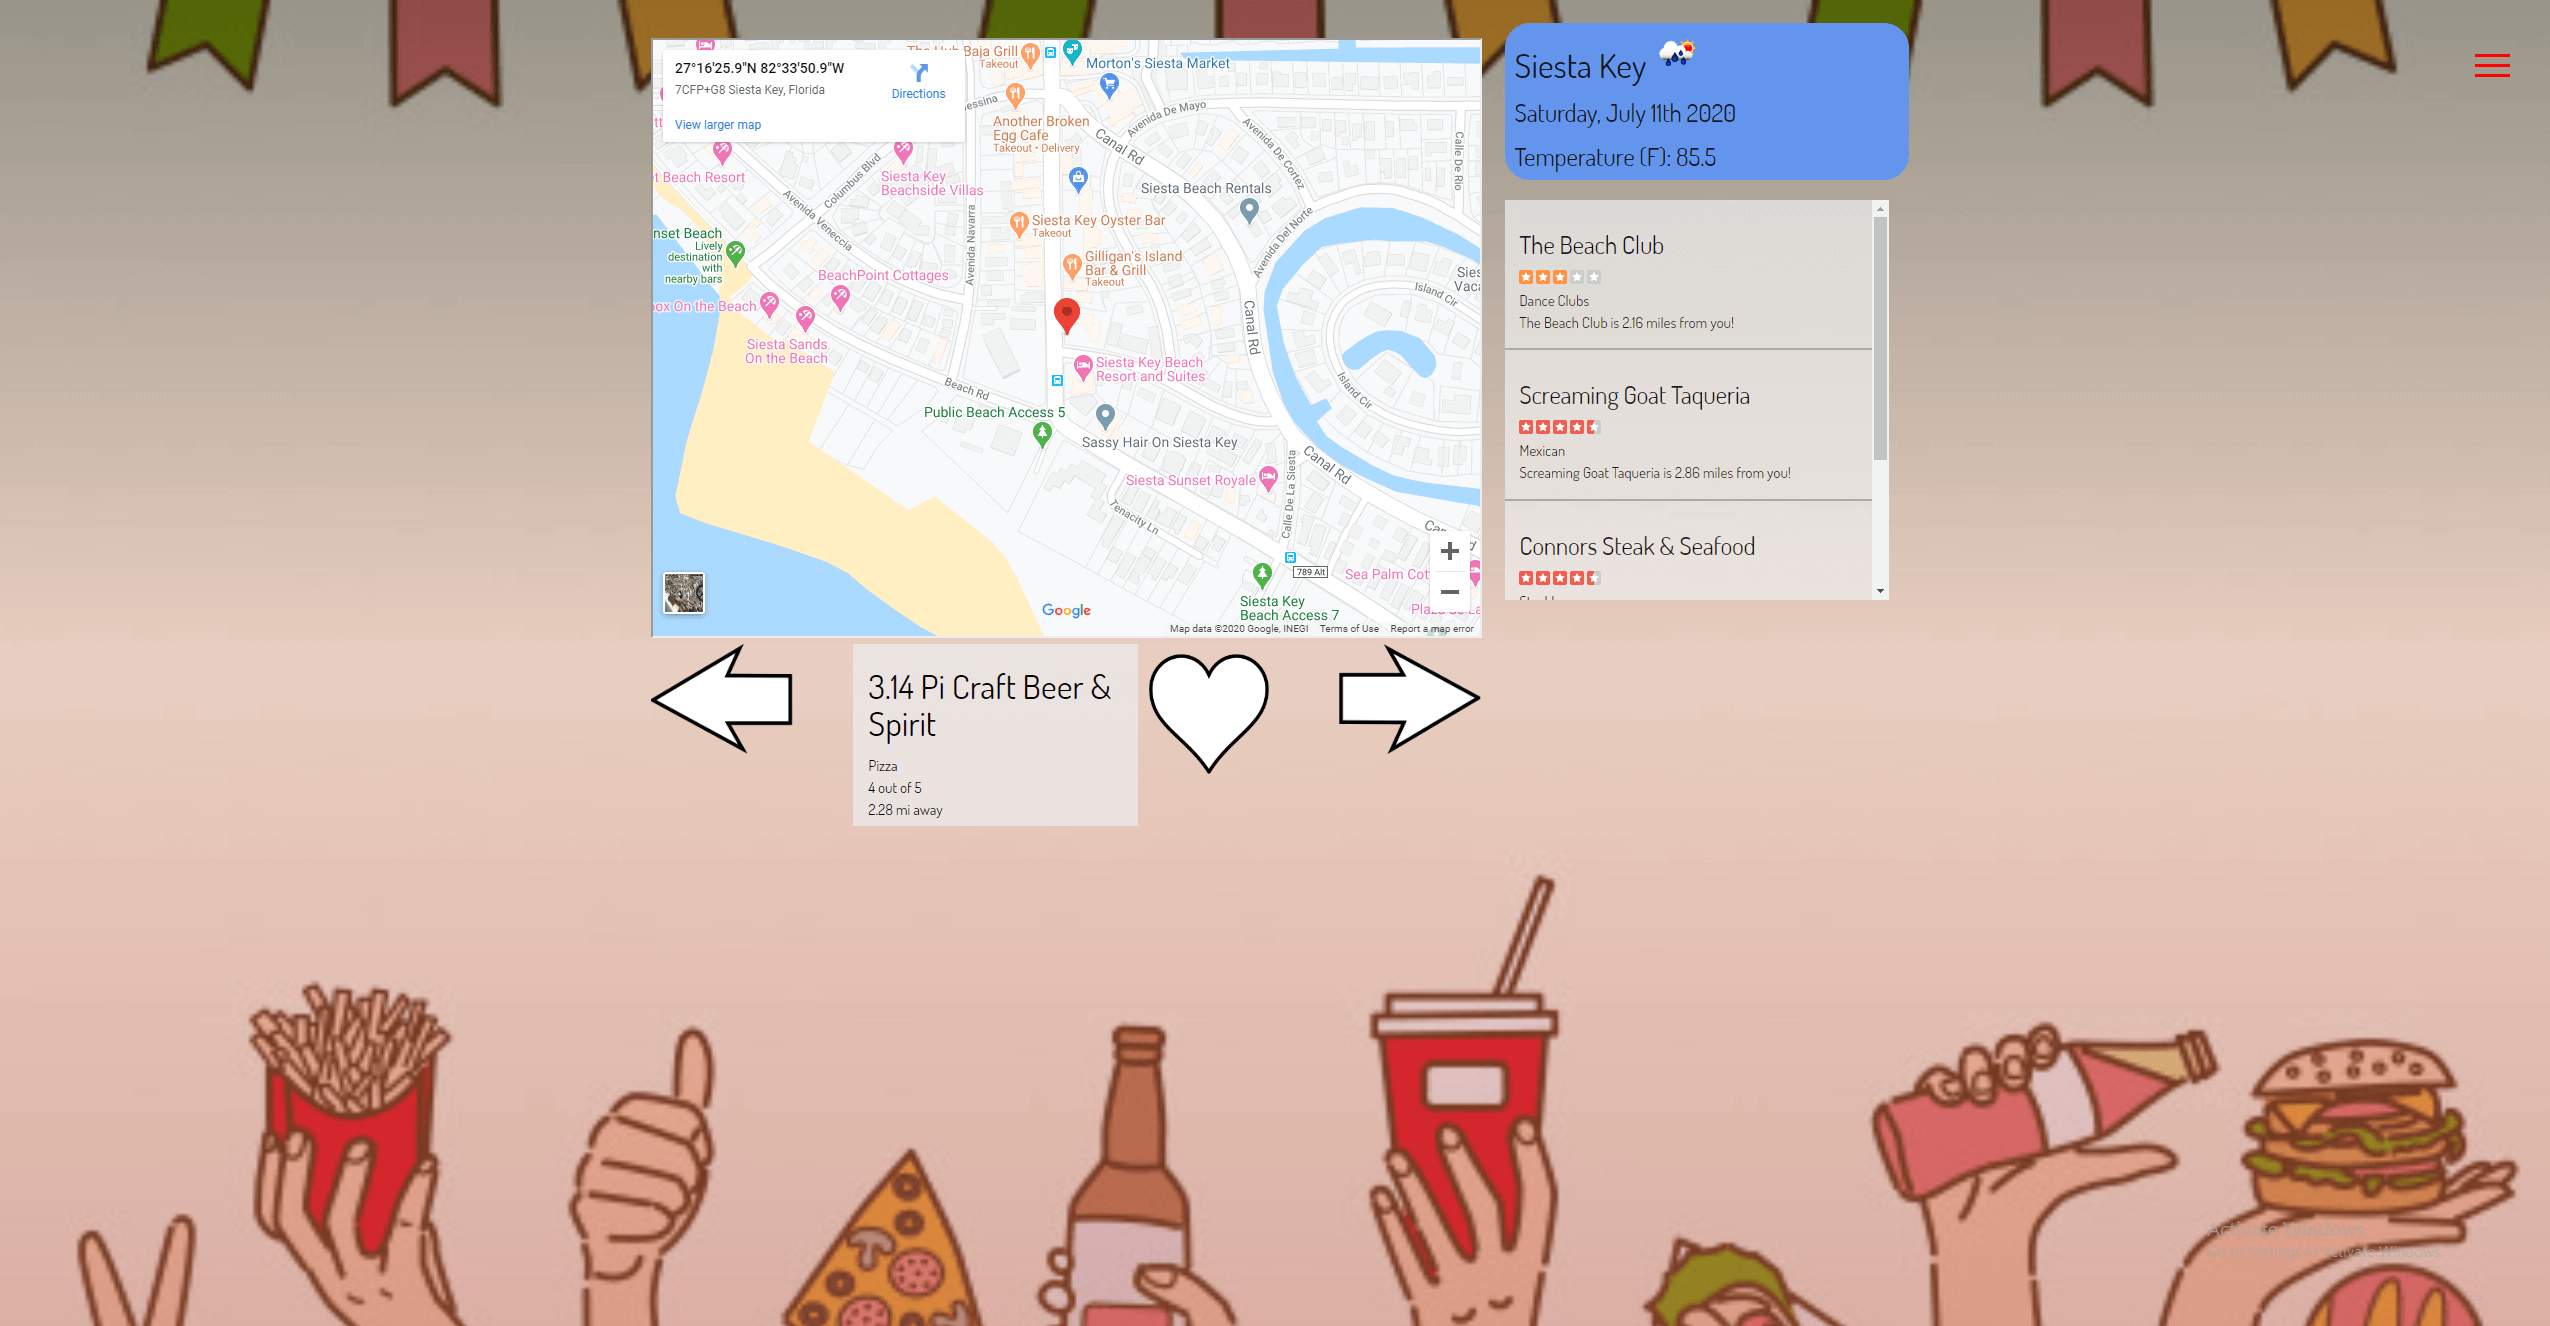 27°16'25.9"N 82°33'50.9"W
7CFP+G8 Siesta Key, Florida
Directions
View larger map
Baja Grill
Takeout
Morton's Siesta Market
Another Broken
Egg Cafe
Takeout • Delivery
Canal Rd
Avenida De Mayo
Avenida De Cortez
Calle De Rio
t Beach Resort
Siesta Key
Beachside Villas
Columbus Blvd
Avenida Veneccia
Avenida Navarra
Siesta Beach Rentals
Siesta Key Oyster Bar
Takeout
Avenida Del Norte
nset Beach
Lively
destination
with
nearby bars
Gilligan's Island
Bar & Grill
Takeout
BeachPoint Cottages
ox On the Beach
Island Cir
Canal Rd
Siesta Sands
On the Beach
Siesta Key Beach
Resort and Suites
Beach Rd
Island Cir
Public Beach Access 5
Sassy Hair On Siesta Key
Canal Rd
Siesta Sunset Royale
Calle De La Siesta
Tenacity Ln
789 Alt
Sea Palm Cot
Siesta Key
Beach Access 7
Google
Map data ©2020 Google, INEGI Terms of Use Report a map error
Siesta Key
Saturday, July 11th 2020
Temperature (F): 85.5
The Beach Club
Dance Clubs
The Beach Club is 2.16 miles from you!
Screaming Goat Taqueria
Mexican
Screaming Goat Taqueria is 2.86 miles from you!
Connors Steak & Seafood
3.14 Pi Craft Beer &
Spirit
Pizza
4 out of 5
2.28 mi away
Activate Windows
Go to Settings to activate Windows.